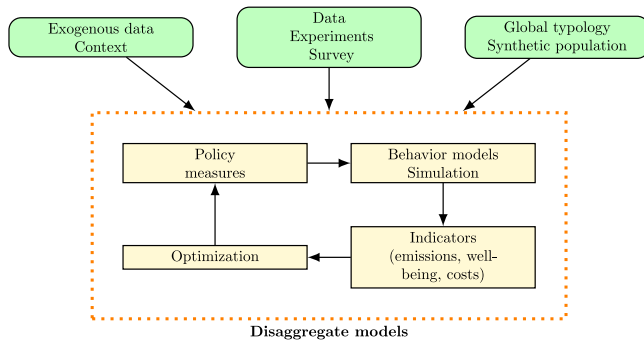 Exogenous data
Context
Data
Experiments
Survey
Global typology
Synthetic population
Policy
measures
Behavior models
Simulation
Optimization
Indicators
(emissions, well-
being, costs)
Disaggregate models